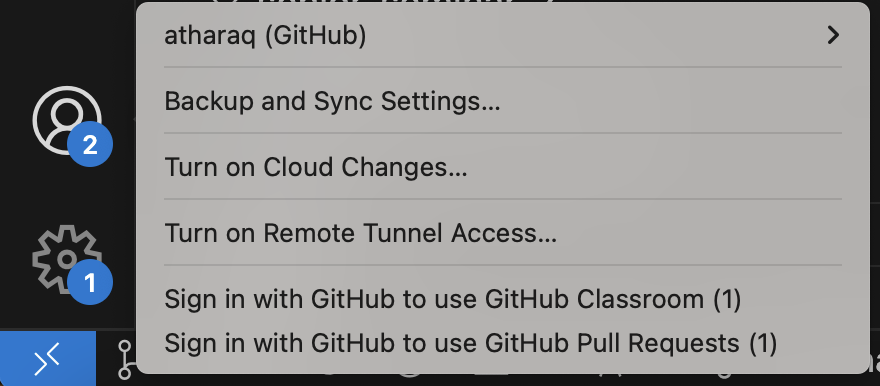 atharaq (GitHub)
Backup and Sync Settings...
2
Turn on Cloud Changes...
Turn on Remote Tunnel Access...
1
Sign in with GitHub to use GitHub Classroom (1)
Sign in with GitHub to use GitHub Pull Requests (1)